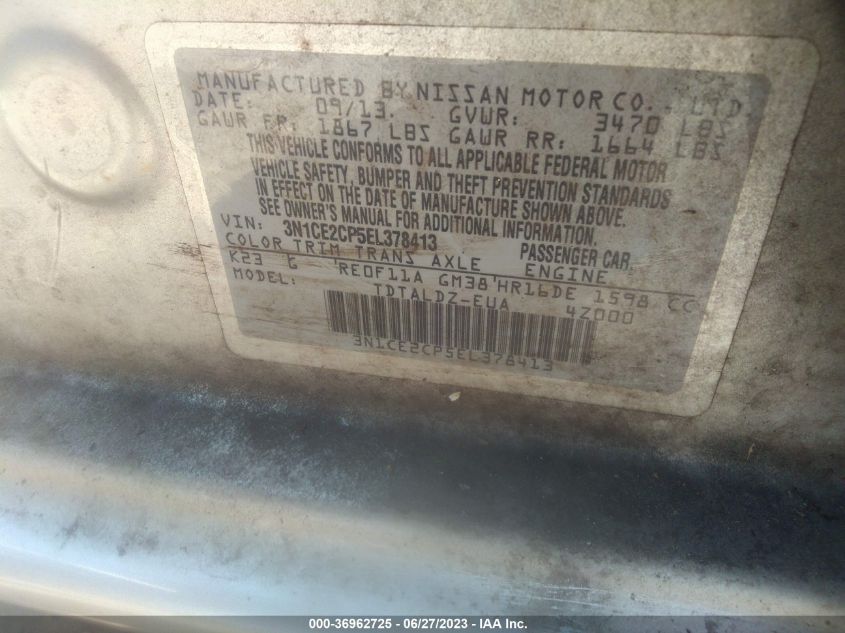 MANUFACTURED BY NISSAN MOTOR CO., LTD.
DATE: 09/13. GVWR: 3470 LBS
GAWR FR: 1867 LBS GAWR RR: 1664 LBS
THIS VEHICLE CONFORMS TO ALL APPLICABLE FEDERAL MOTOR
VEHICLE SAFETY, BUMPER AND THEFT PREVENTION STANDARDS
IN EFFECT ON THE DATE OF MANUFACTURE SHOWN ABOVE.
SEE OWNER'S MANUAL FOR ADDITIONAL INFORMATION.
VIN: 3N1CE2CP5EL378413 PASSENGER CAR.
COLOR TRIM TRANS AXLE ENGINE
K23 G RE0F11A GM38 HR16DE 1598 CC
MODEL: TDTALDZ-EUA 4Z000
3N1CE2CP5EL378413
000-36962725 - 06/27/2023 - IAA Inc.